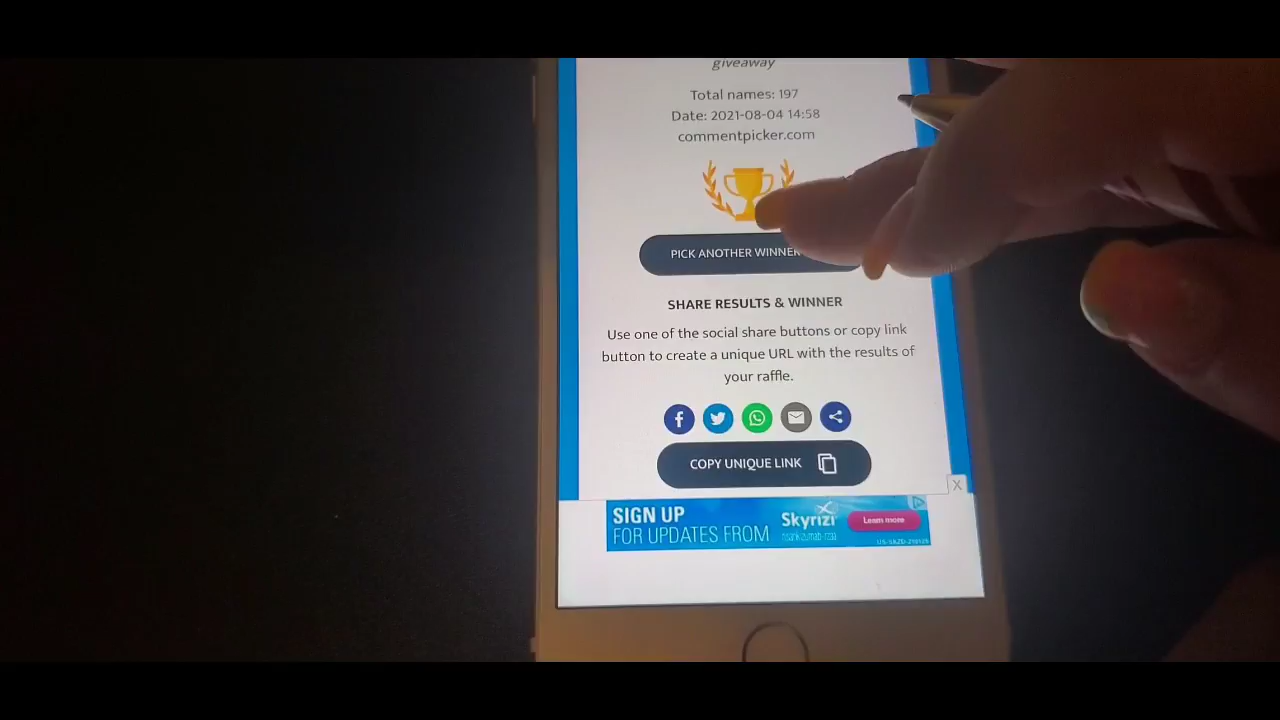 giveaway
Total names: 197
Date: 2021-08-04 14:58
commentpicker.com
PICK ANOTHER WINNER
SHARE RESULTS & WINNER
Use one of the social share buttons or copy link
button to create a unique URL with the results of
your raffle.
COPY UNIQUE LINK
X
SIGN UP
FOR UPDATES FROM
Skyrizi
Learn more